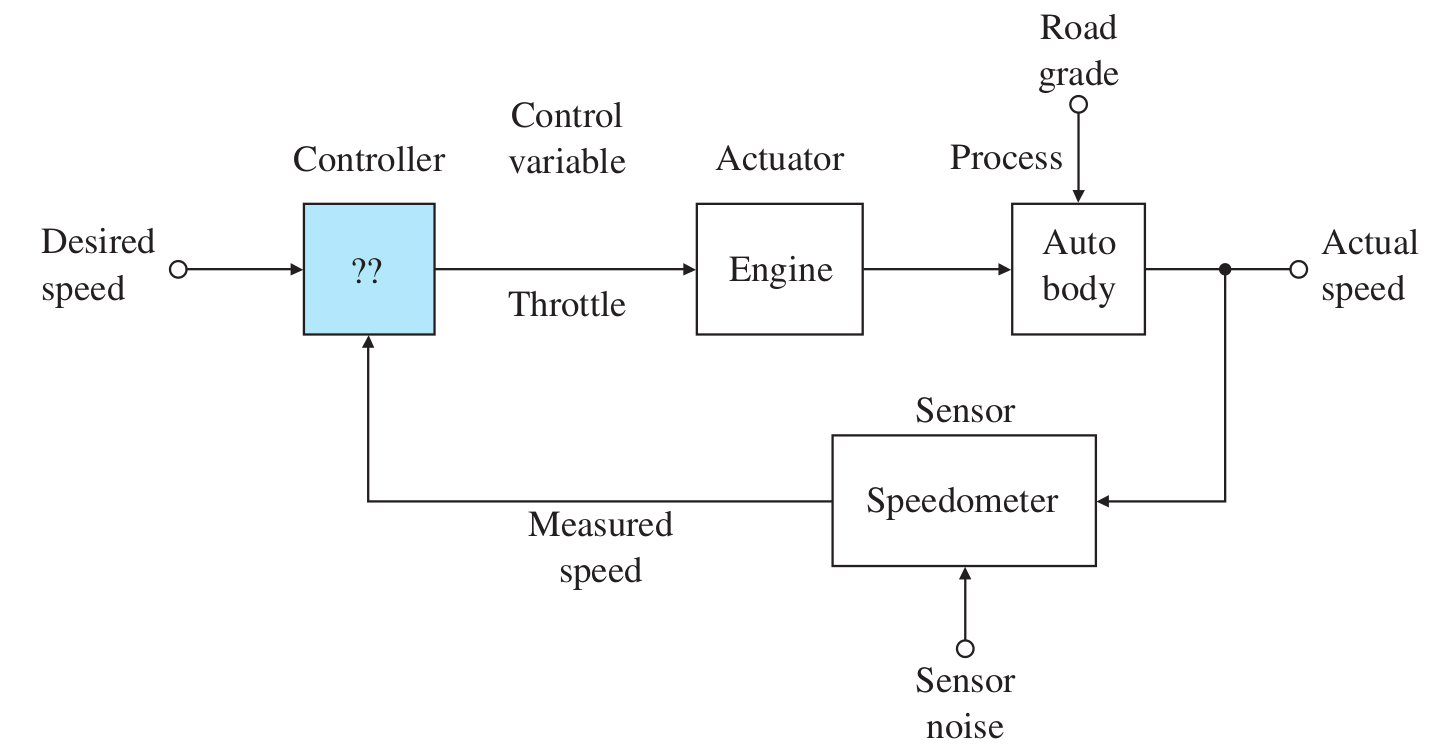 Road
grade
Control
variable
Controller
Actuator
Process
Desired
speed
??
Throttle
Engine
Auto
body
Actual
speed
Sensor
Speedometer
Measured
speed
Sensor
noise